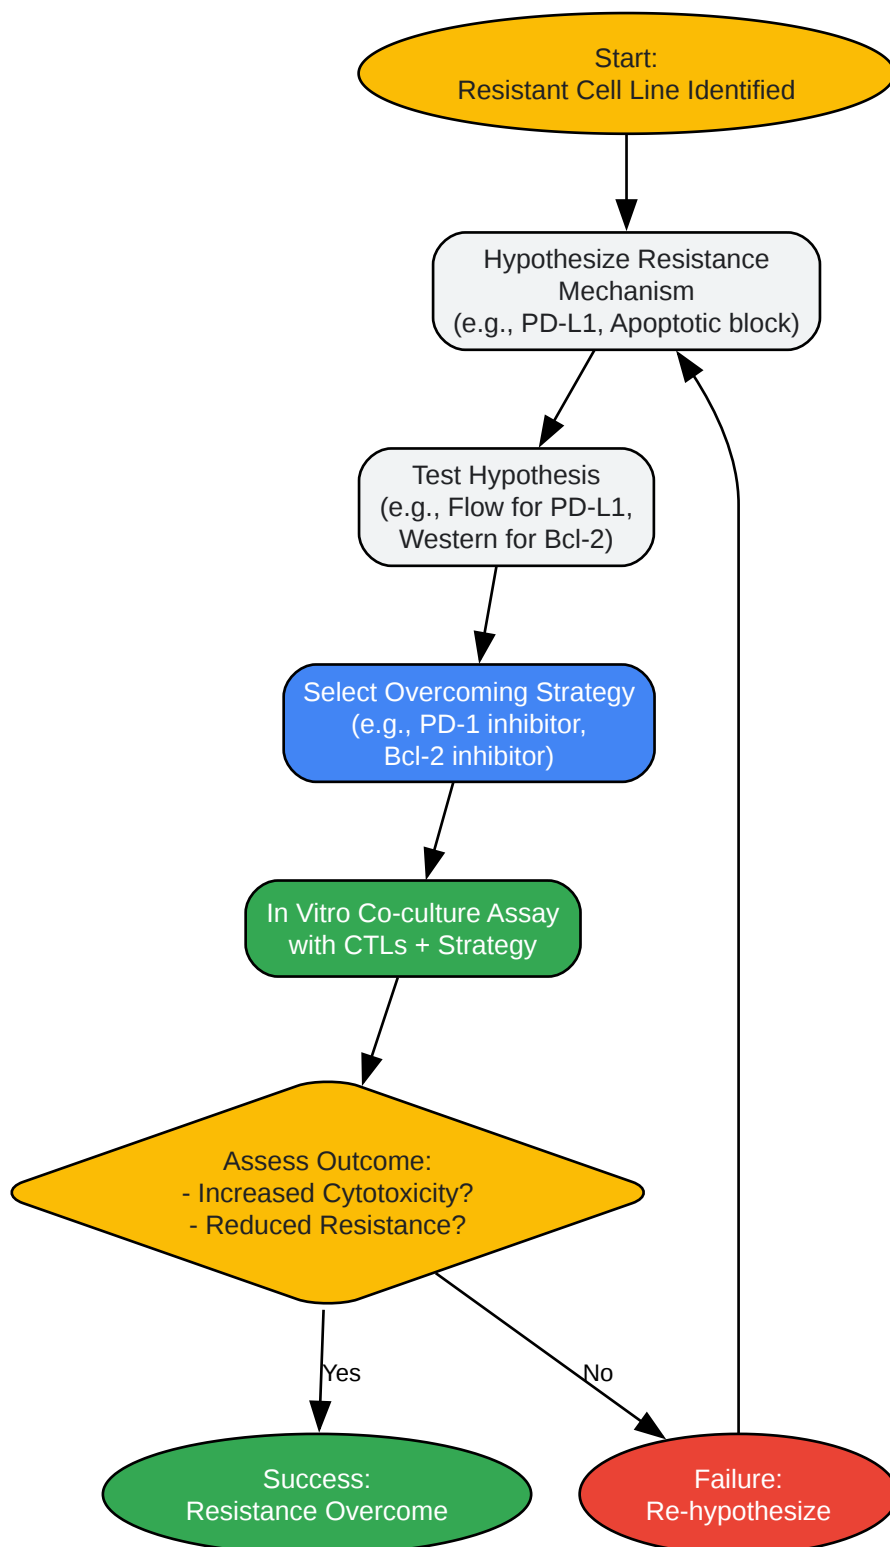 Start:
Resistant Cell Line Identified
Hypothesize Resistance
Mechanism
(e.g., PD-L1, Apoptotic block)
Test Hypothesis
(e.g., Flow for PD-L1,
Western for Bcl-2)
Select Overcoming Strategy
(e.g., PD-1 inhibitor,
Bcl-2 inhibitor)
In Vitro Co-culture Assay
with CTLs + Strategy
Assess Outcome:
- Increased Cytotoxicity?
- Reduced Resistance?
Yes
No
Success:
Resistance Overcome
Failure:
Re-hypothesize